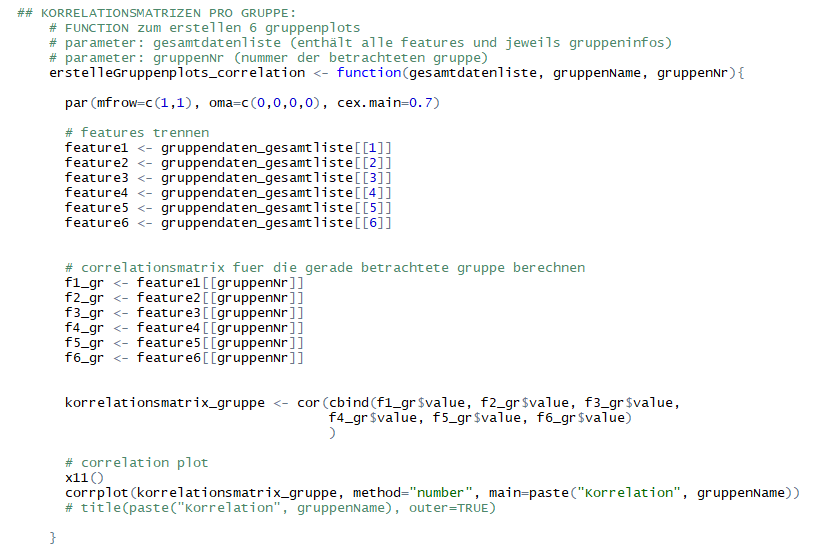 ## KORRELATIONSMATRIZEN PRO GRUPPE:
# FUNCTION zum erstellen 6 gruppenplots
# parameter: gesamtdatenliste (enthält alle features und jeweils gruppeninfos)
# parameter: gruppenNr (nummer der betrachteten gruppe)
erstelleGruppenplots_correlation <- function(gesamtdatenliste, gruppenName, gruppenNr){
par(mfrow=c(1,1), oma=c(0,0,0,0), cex.main=0.7)
# features trennen
feature1 <- gruppendaten_gesamtliste[[1]]
feature2 <- gruppendaten_gesamtliste[[2]]
feature3 <- gruppendaten_gesamtliste[[3]]
feature4 <- gruppendaten_gesamtliste[[4]]
feature5 <- gruppendaten_gesamtliste[[5]]
feature6 <- gruppendaten_gesamtliste[[6]]
# correlationsmatrix fuer die gerade betrachtete gruppe berechnen
f1_gr <- feature1[[gruppenNr]]
f2_gr <- feature2[[gruppenNr]]
f3_gr <- feature3[[gruppenNr]]
f4_gr <- feature4[[gruppenNr]]
f5_gr <- feature5[[gruppenNr]]
f6_gr <- feature6[[gruppenNr]]
korrelationsmatrix_gruppe <- cor(cbind(f1_gr$value, f2_gr$value, f3_gr$value,
f4_gr$value, f5_gr$value, f6_gr$value)
)
# correlation plot
x11()
corrplot(korrelationsmatrix_gruppe, method="number", main=paste("Korrelation", gruppenName))
# title(paste("Korrelation", gruppenName), outer=TRUE)
}